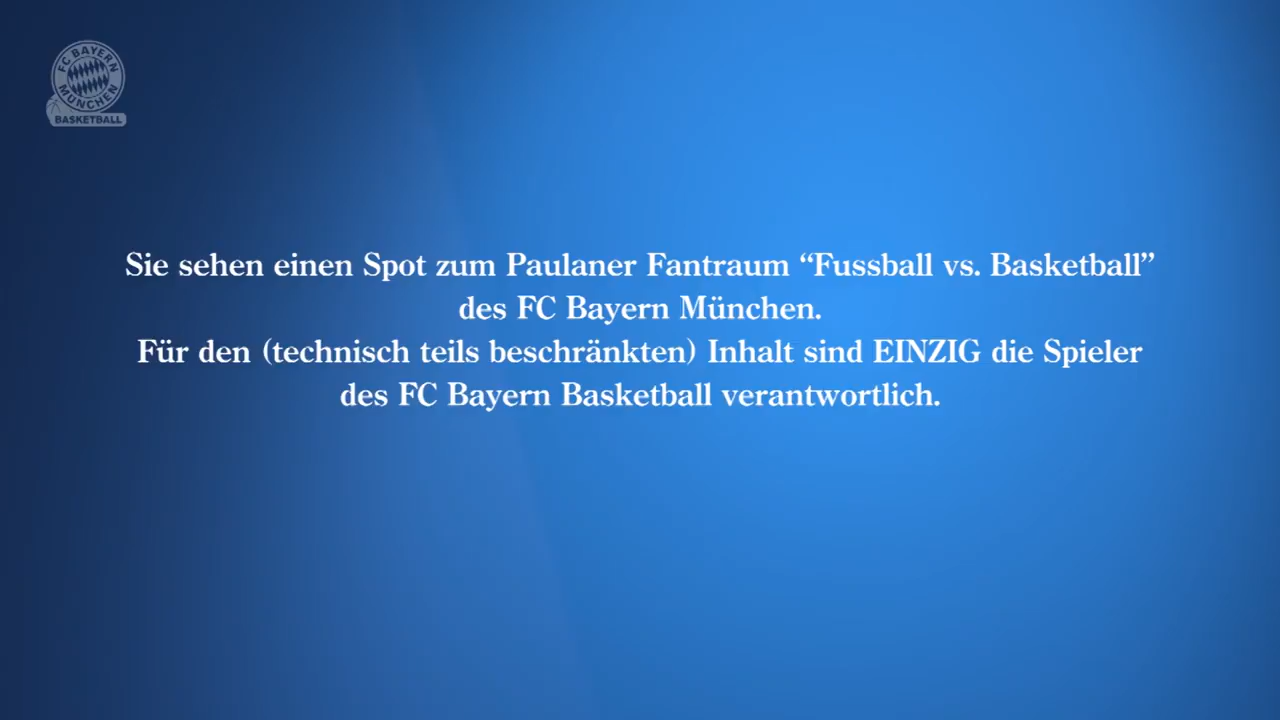 FC BAYERN
MÜNCHEN
BASKETBALL
Sie sehen einen Spot zum Paulaner Fantraum “Fussball vs. Basketball”
des FC Bayern München.
Für den (technisch teils beschränkten) Inhalt sind EINZIG die Spieler
des FC Bayern Basketball verantwortlich.